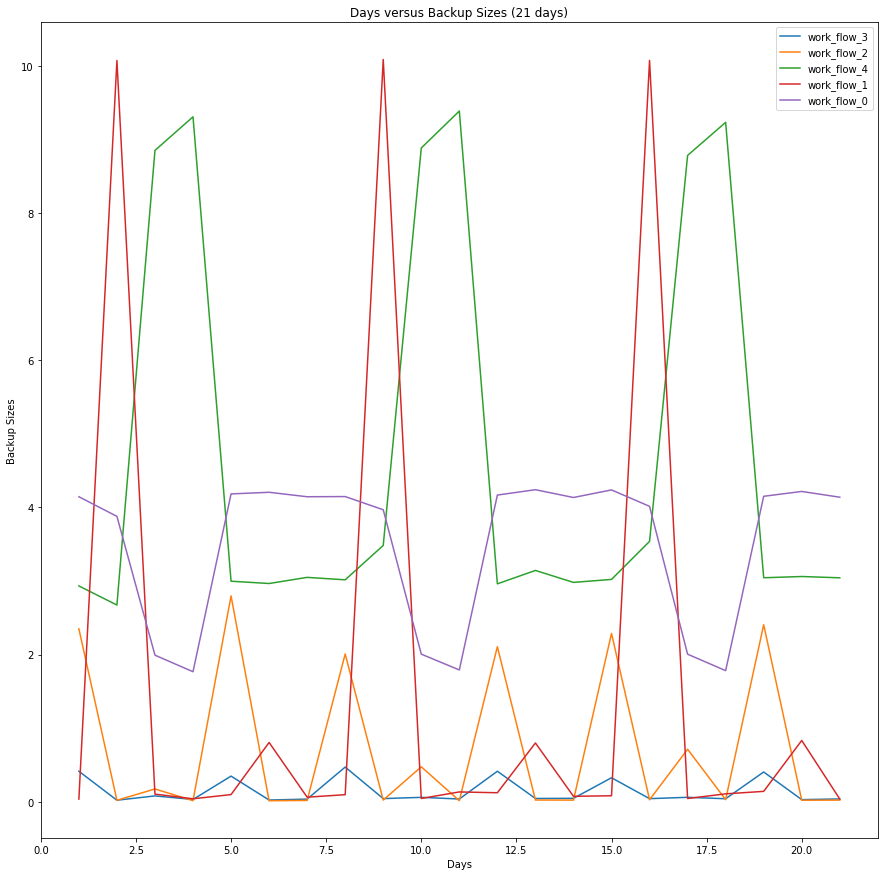 Days versus Backup Sizes (21 days)
work_flow_3
work_flow_2
work_flow_4
work_flow_1
work_flow_0
10
8
6
4
2
0
Backup Sizes
0.0 2.5 5.0 7.5 10.0 12.5 15.0 17.5 20.0
Days